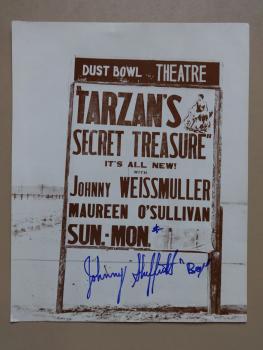 DUST BOWL THEATRE
"TARZAN'S
SECRET TREASURE"
IT'S ALL NEW!
WITH
JOHNNY WEISSMULLER
MAUREEN O'SULLIVAN
SUN.-MON.
Johnny Sheffield "Boy"